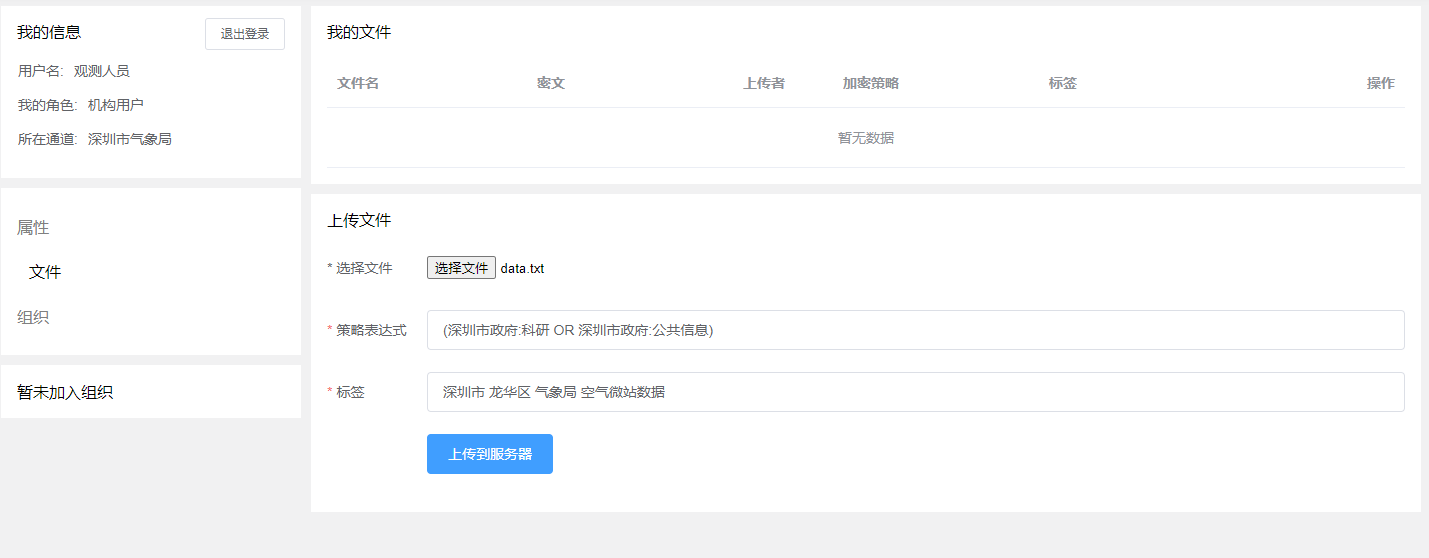 我的信息
退出登录
用户名: 观测人员
我的角色: 机构用户
所在通道: 深圳市气象局
属性
文件
组织
暂未加入组织
我的文件
文件名 密文 上传者 加密策略 标签 操作
暂无数据
上传文件
* 选择文件 选择文件 data.txt
* 策略表达式 (深圳市政府:科研 OR 深圳市政府:公共信息)
* 标签 深圳市 龙华区 气象局 空气微站数据
上传到服务器